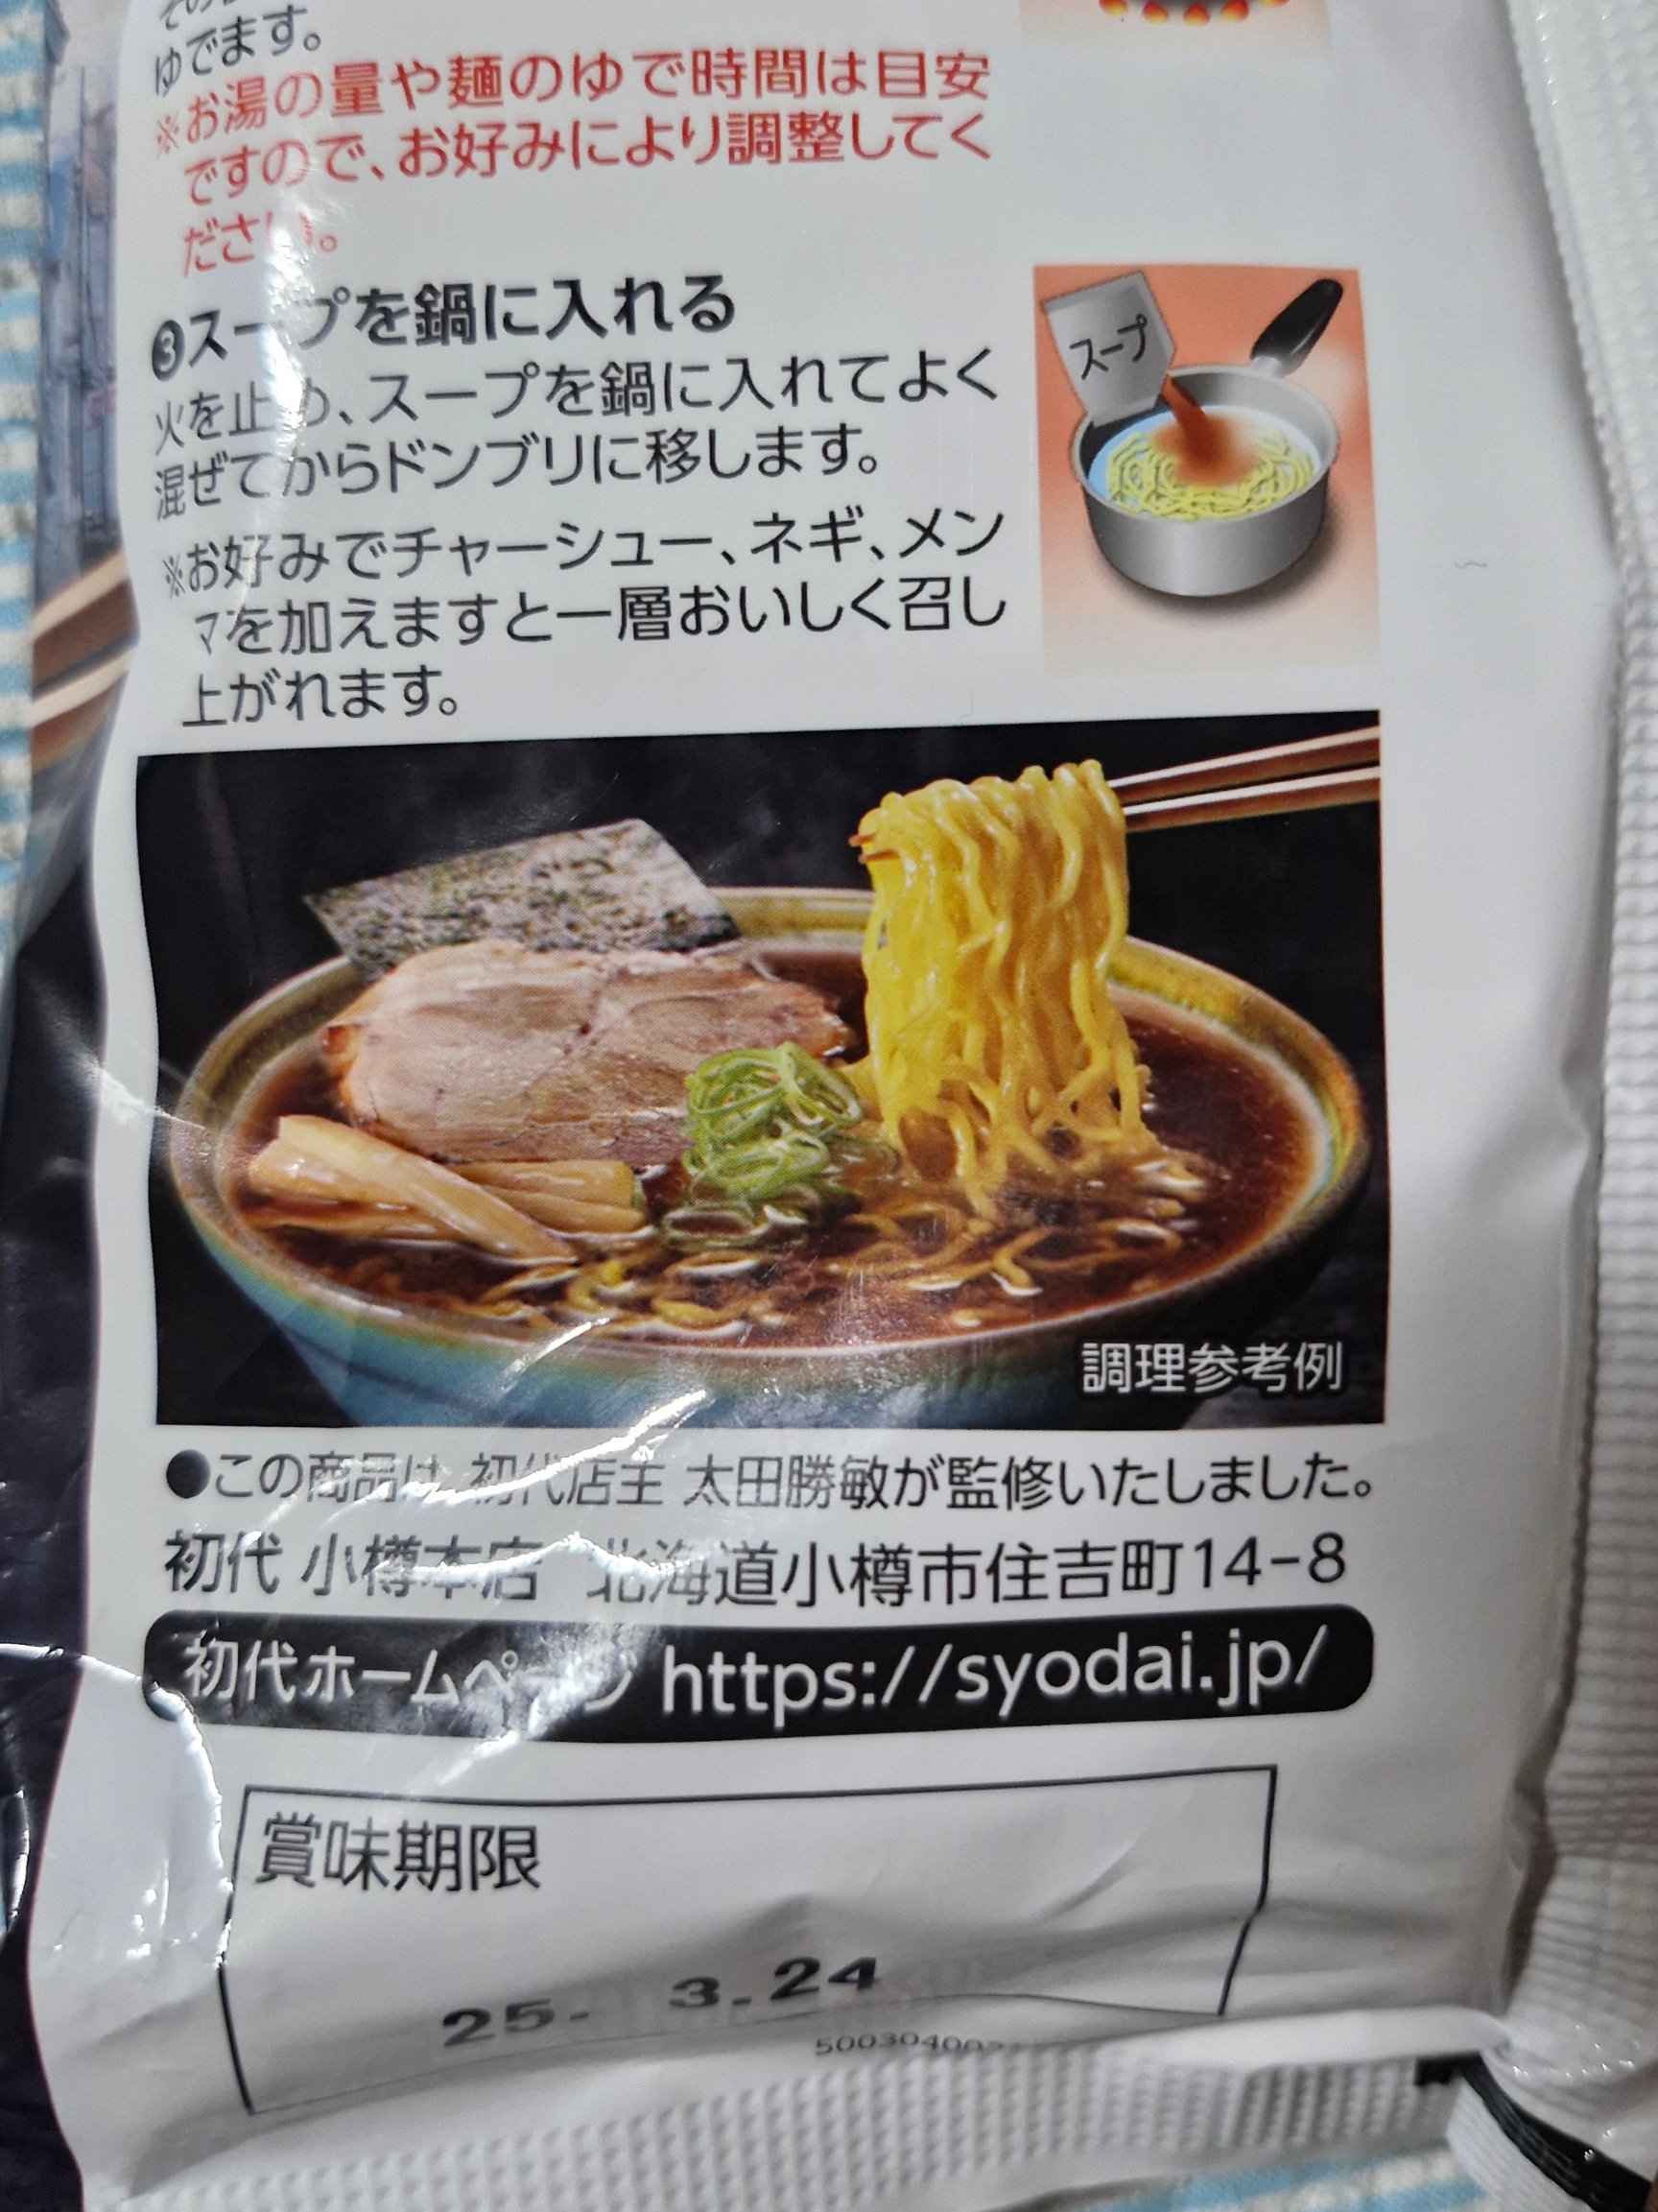 ゆでます。
※お湯の量や麺のゆで時間は目安
ですので、お好みにより調整してく
ださい。
❸スープを鍋に入れる
火を止め、スープを鍋に入れてよく
混ぜてからドンブリに移します。
※お好みでチャーシュー、ネギ、メン
マを加えますと一層おいしく召し
上がれます。
スープ
調理参考例
●この商品は、初代店主 太田勝敏が監修いたしました。
初代 小樽本店 北海道小樽市住吉町14-8
初代ホームページ https://syodai.jp/
賞味期限
25. 3.24